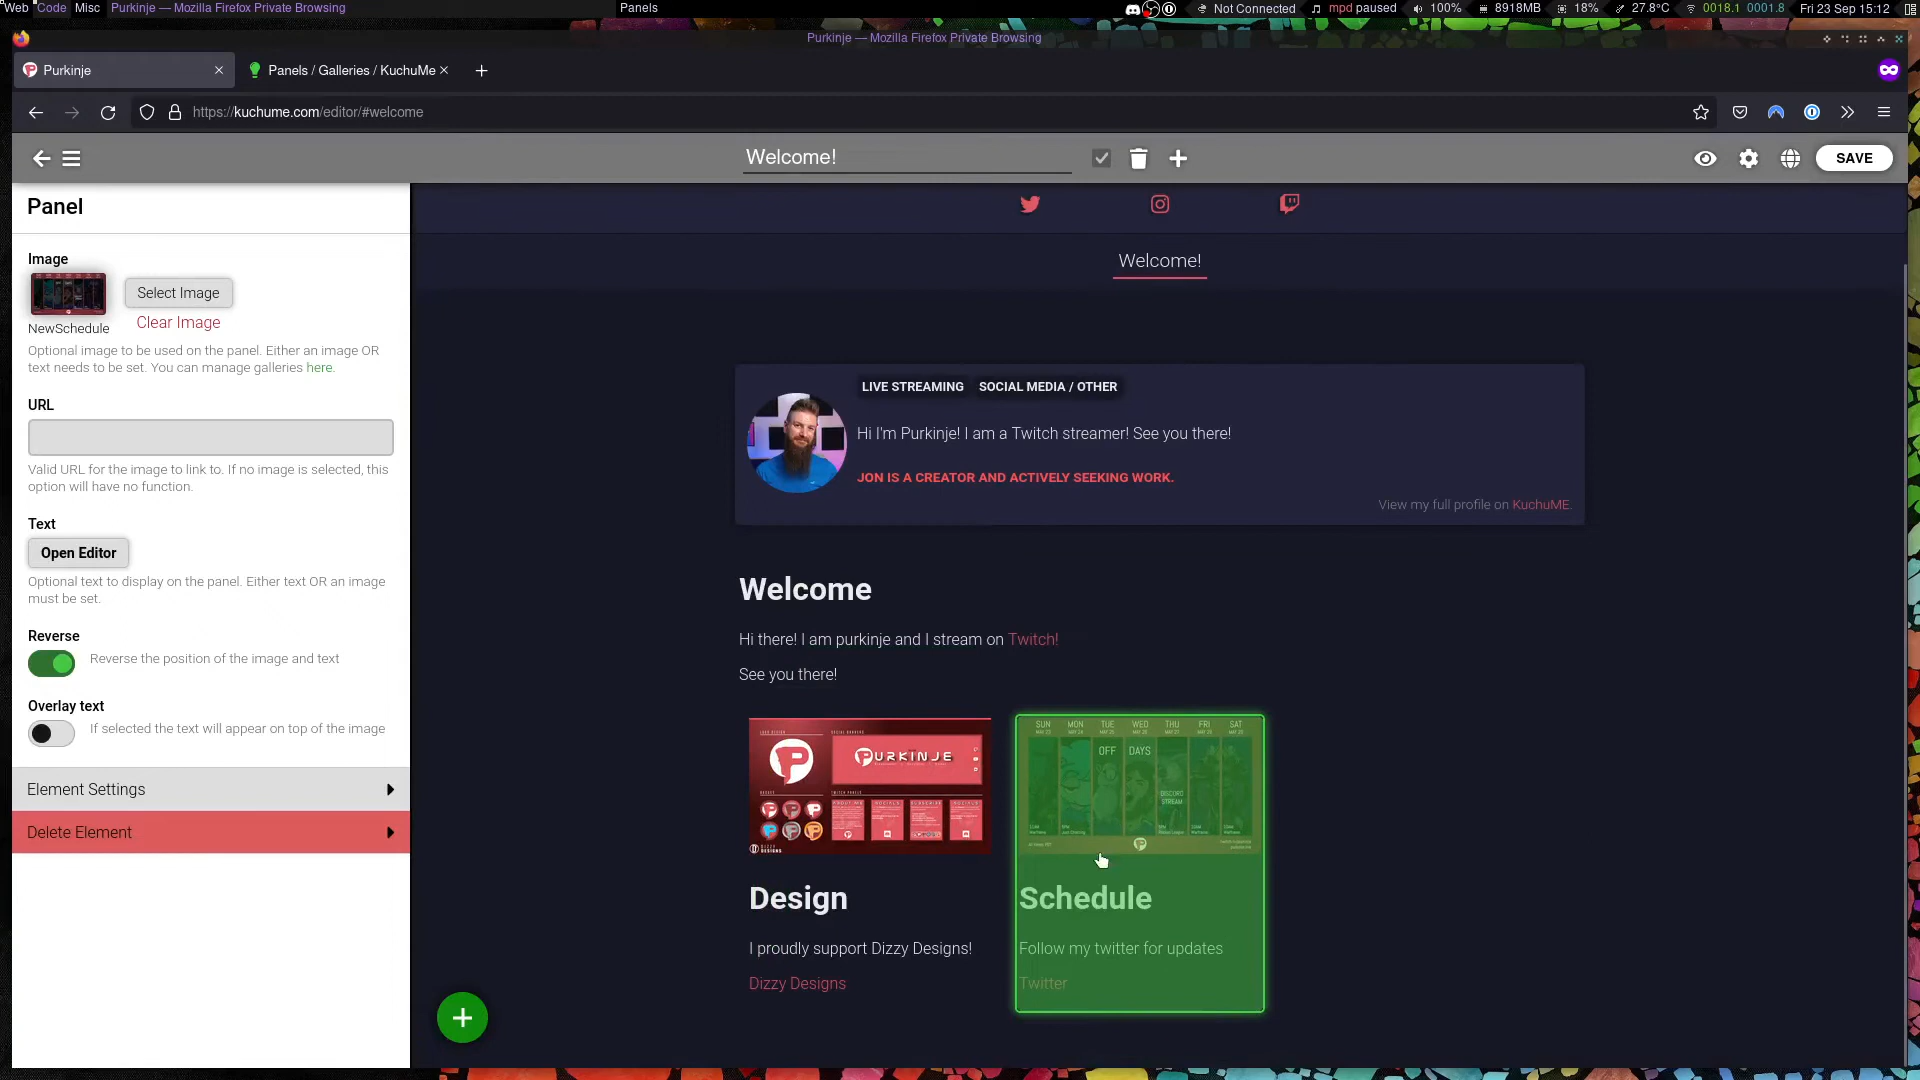 Web Code Misc Purkinje — Mozilla Firefox Private Browsing Panels Not Connected mpd paused 100% 8918MB 18% 27.8°C 0018.1 0001.8 Fri 23 Sep 15:12
Purkinje — Mozilla Firefox Private Browsing
Purkinje Panels / Galleries / KuchuMe
https://kuchume.com/editor/#welcome
Welcome! SAVE
Panel
Image
Select Image
Clear Image
NewSchedule
Optional image to be used on the panel. Either an image OR
text needs to be set. You can manage galleries here.
URL
Valid URL for the image to link to. If no image is selected, this
option will have no function.
Text
Open Editor
Optional text to display on the panel. Either text OR an image
must be set.
Reverse
Reverse the position of the image and text
Overlay text
If selected the text will appear on top of the image
Element Settings
Delete Element
Welcome!
LIVE STREAMING SOCIAL MEDIA / OTHER
Hi I'm Purkinje! I am a Twitch streamer! See you there!
JON IS A CREATOR AND ACTIVELY SEEKING WORK.
View my full profile on KuchuME.
Welcome
Hi there! I am purkinje and I stream on Twitch!
See you there!
PURKINJE
SUN MON TUE WED THU FRI SAT
OFF DAYS
DISCORD
STREAM
Design
I proudly support Dizzy Designs!
Dizzy Designs
Schedule
Follow my twitter for updates
Twitter